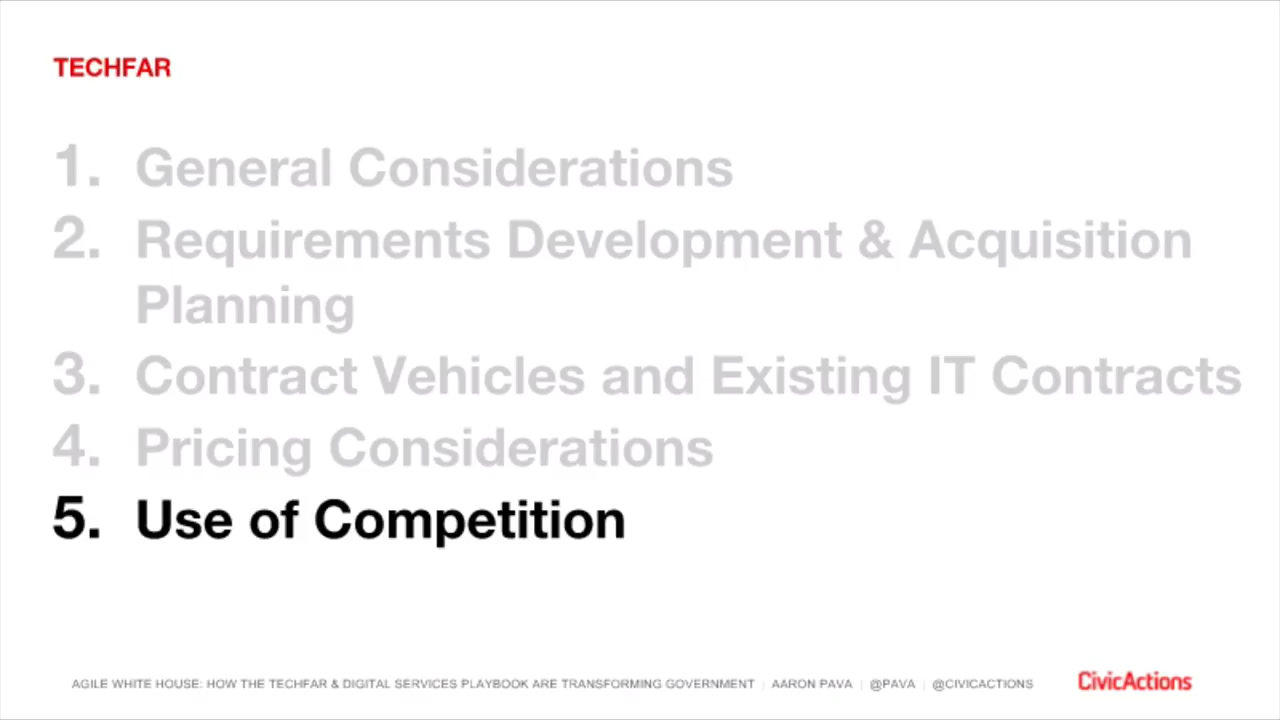 TECHFAR
1. General Considerations
2. Requirements Development & Acquisition
Planning
3. Contract Vehicles and Existing IT Contracts
4. Pricing Considerations
5. Use of Competition
AGILE WHITE HOUSE: HOW THE TECHFAR & DIGITAL SERVICES PLAYBOOK ARE TRANSFORMING GOVERNMENT | AARON PAVA | @PAVA | @CIVICACTIONS
CivicActions